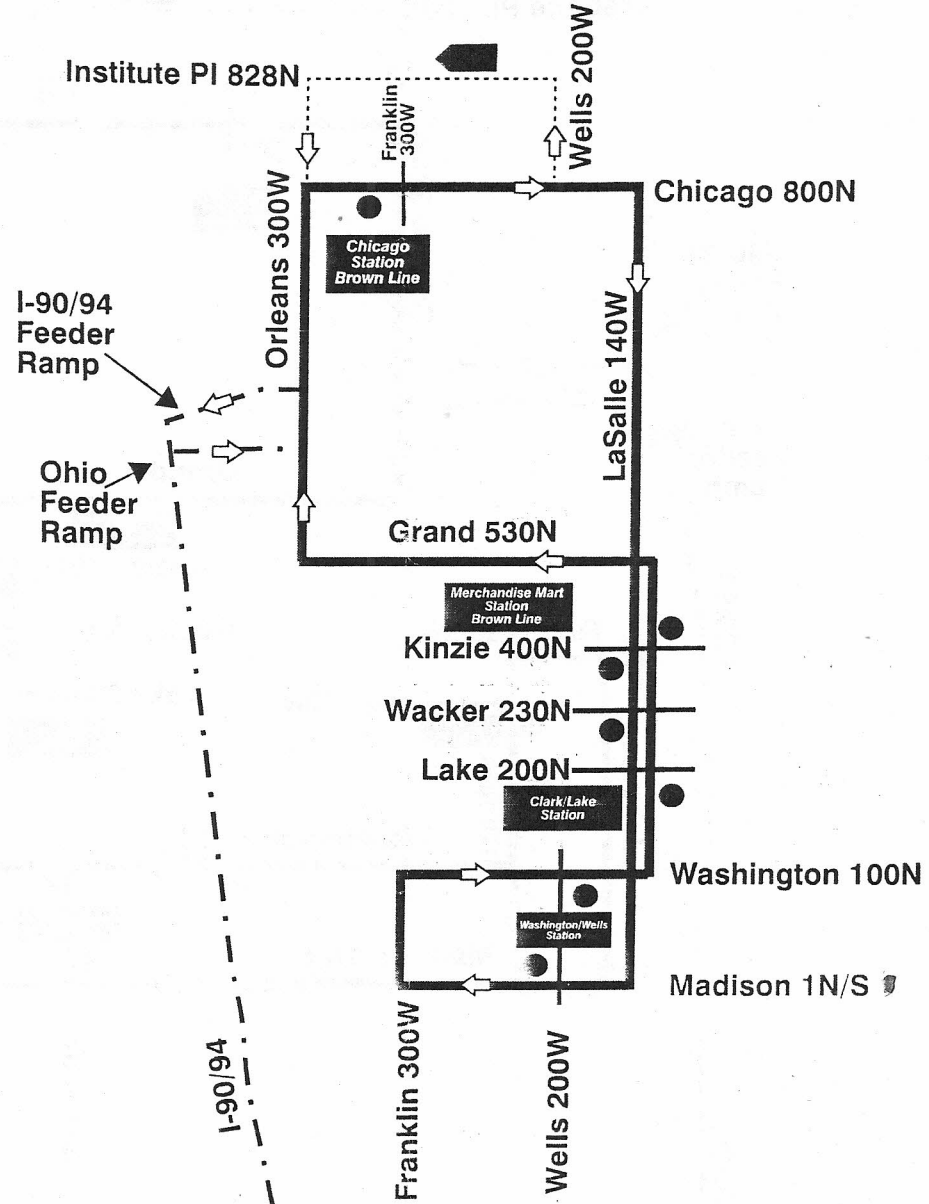 Institute Pl 828N
Wells 200W
Franklin
300W
Chicago 800N
Orleans 300W
Chicago
Station
Brown Line
I-90/94
Feeder
Ramp
LaSalle 140W
Ohio
Feeder
Ramp
Grand 530N
Merchandise Mart
Station
Brown Line
Kinzie 400N
Wacker 230N
Lake 200N
Clark/Lake
Station
Washington 100N
Washington/Wells
Station
Madison 1N/S
I-90/94
Franklin 300W
Wells 200W